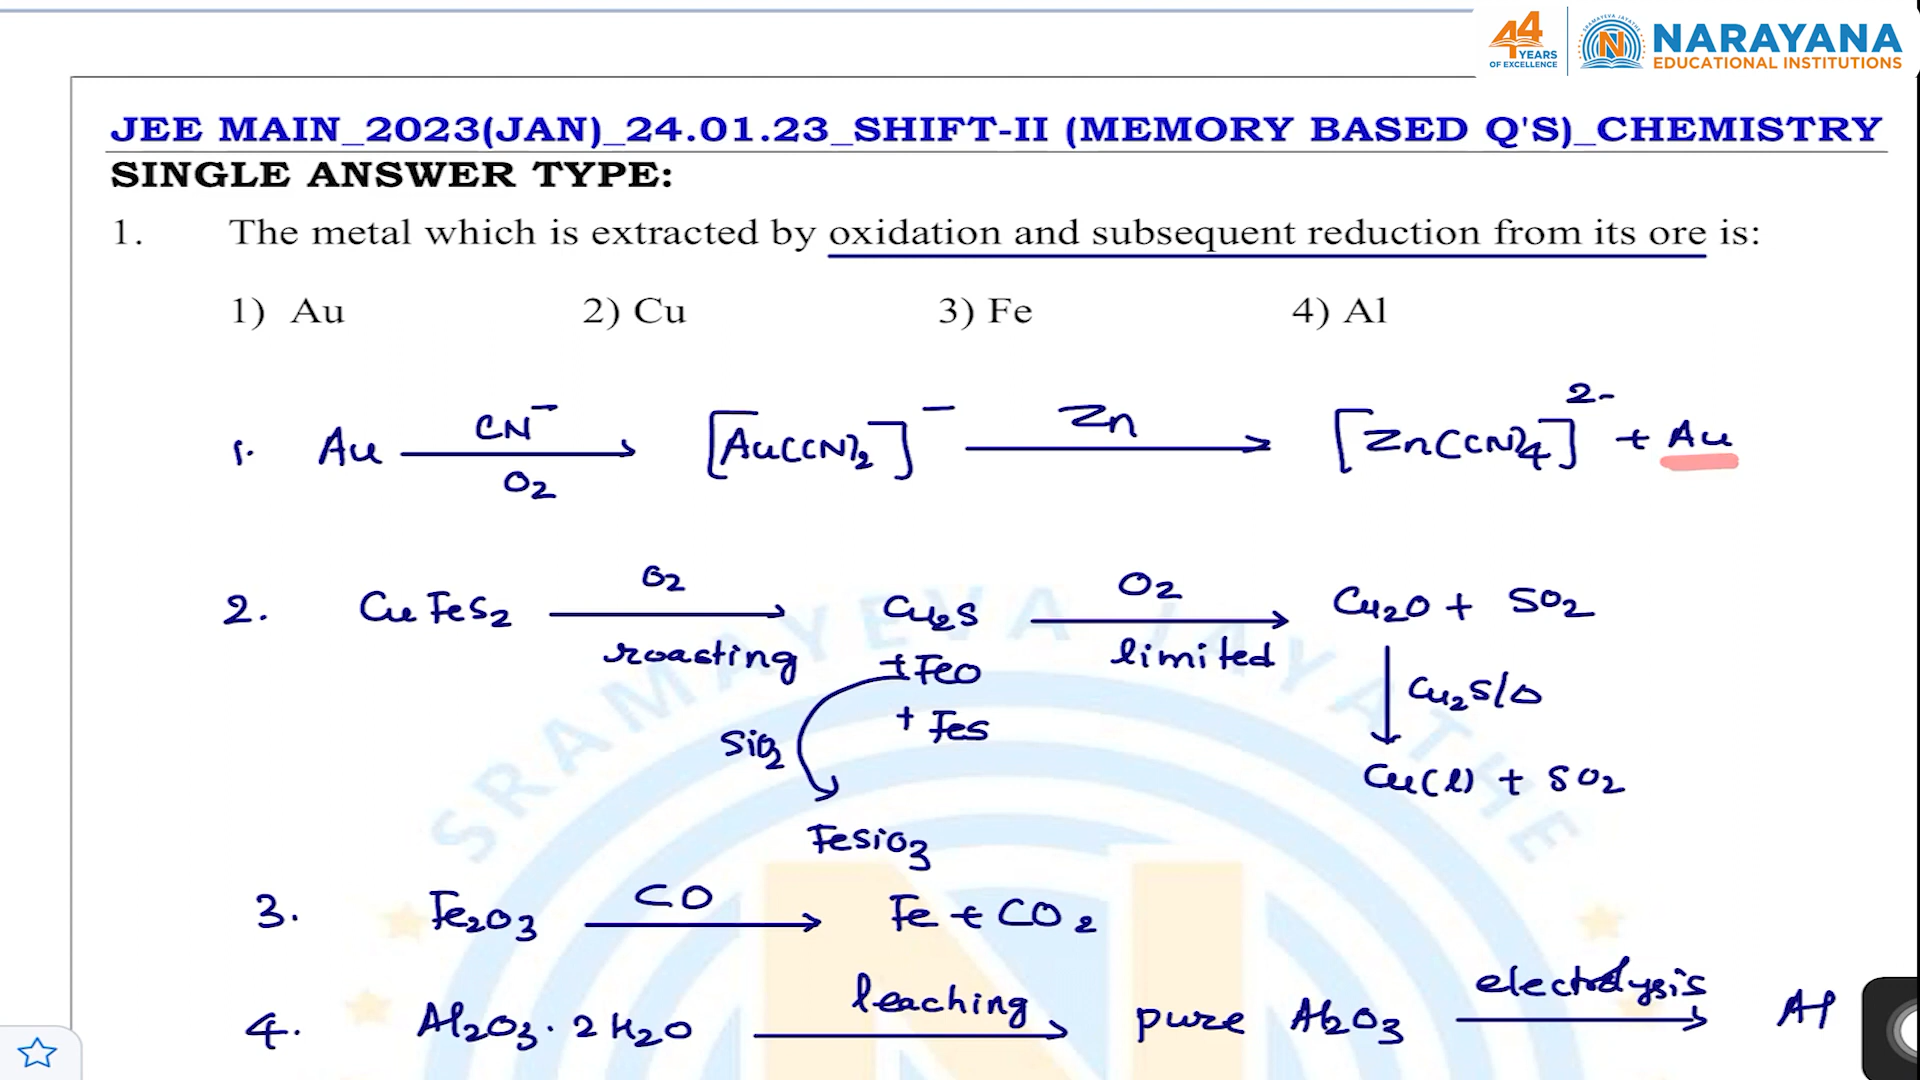 44 YEARS OF EXCELLENCE
NARAYANA
EDUCATIONAL INSTITUTIONS
JEE MAIN_2023(JAN)_24.01.23_SHIFT-II (MEMORY BASED Q'S)_CHEMISTRY
SINGLE ANSWER TYPE:
1. The metal which is extracted by oxidation and subsequent reduction from its ore is:
1) Au 2) Cu 3) Fe 4) Al
1. Au —CN⁻/O₂→ [Au(CN)₂]⁻ —Zn→ [Zn(CN)₄]²⁻ + Au
2. CuFeS₂ —O₂/roasting→ Cu₂S —O₂/limited→ Cu₂O + SO₂
+ FeO
Cu₂S/Δ
+ FeS
SiO₂
Cu(l) + SO₂
FeSiO₃
3. Fe₂O₃ —CO→ Fe + CO₂
4. Al₂O₃·2H₂O —leaching→ pure Al₂O₃ —electrolysis→ Al
SRAMAYEVA JAYATHE
N